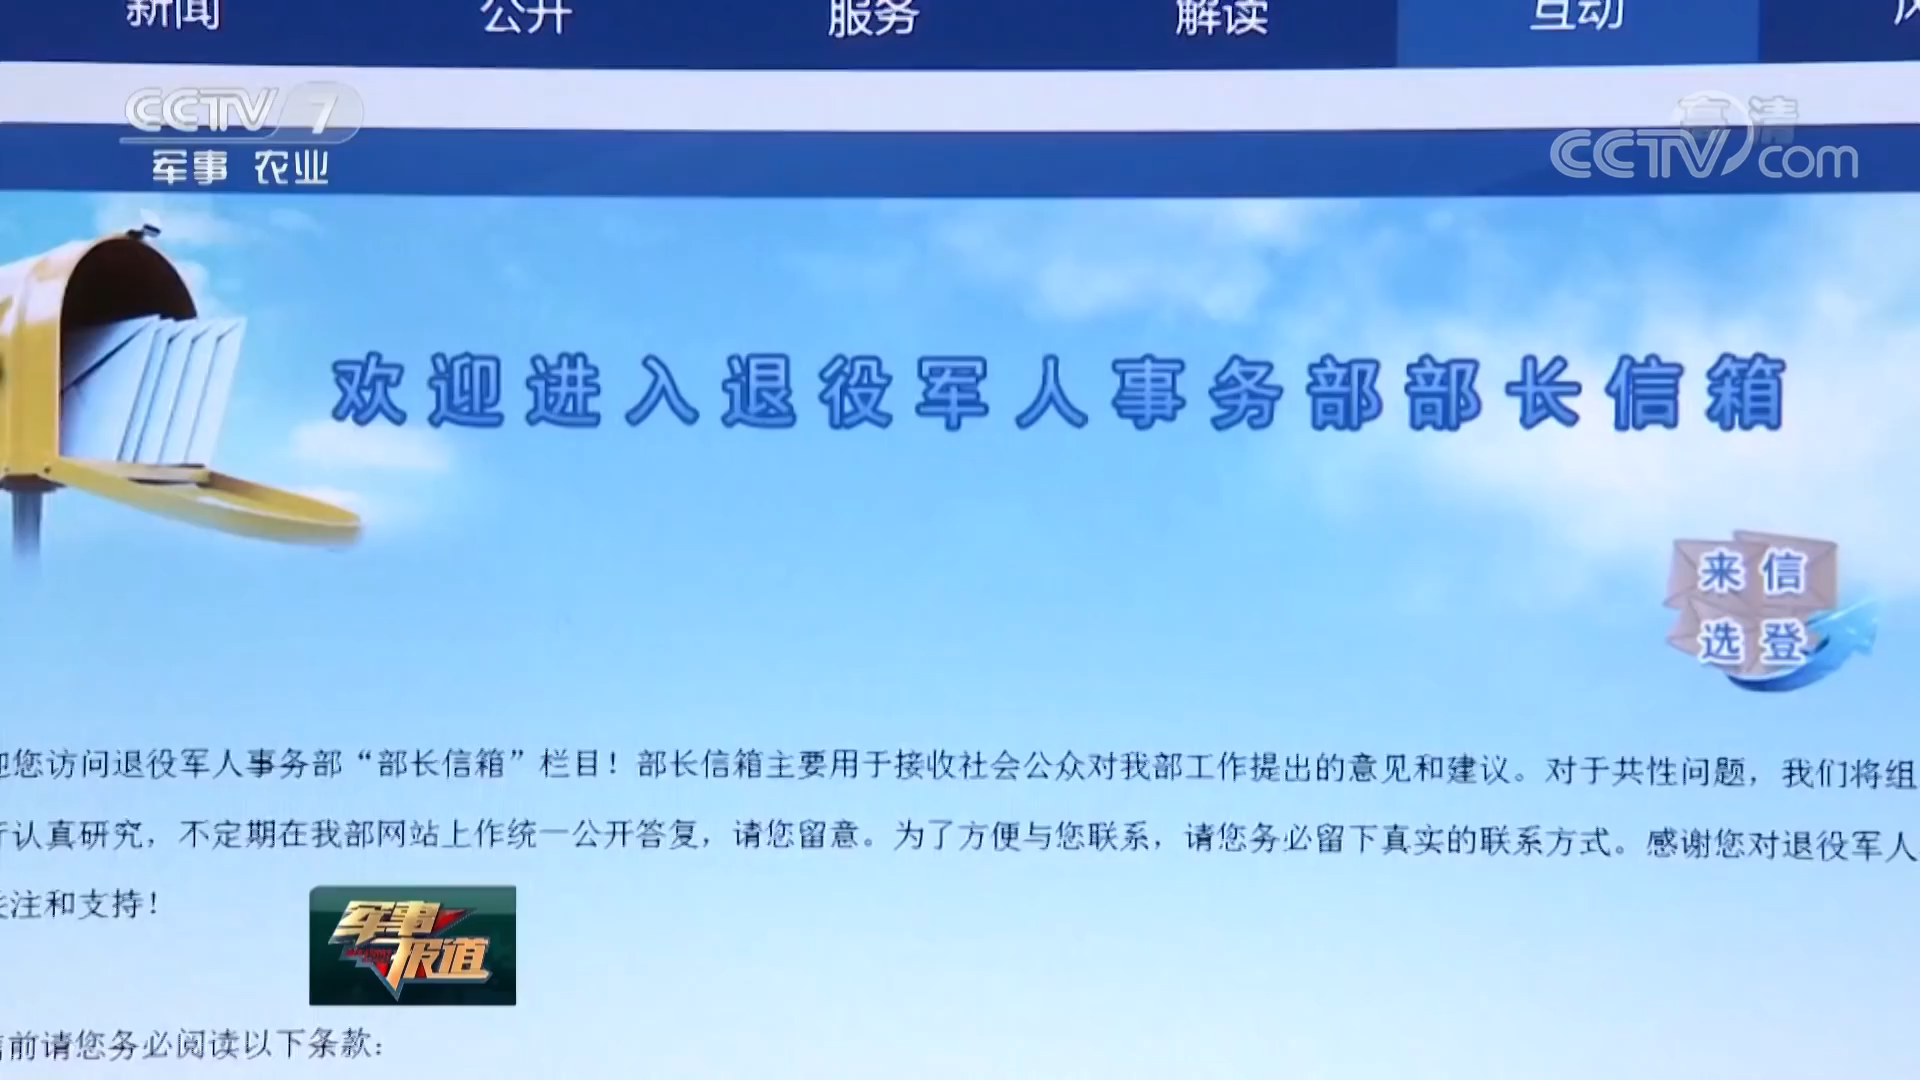 新闻 公开 服务 解读 互动
CCTV 7
军事 农业
高清
CCTV com
欢迎进入退役军人事务部部长信箱
来信
选登
迎您访问退役军人事务部“部长信箱”栏目！部长信箱主要用于接收社会公众对我部工作提出的意见和建议。对于共性问题，我们将组
行认真研究，不定期在我部网站上作统一公开答复，请您留意。为了方便与您联系，请您务必留下真实的联系方式。感谢您对退役军人
注和支持！
军事
报道
前请您务必阅读以下条款：